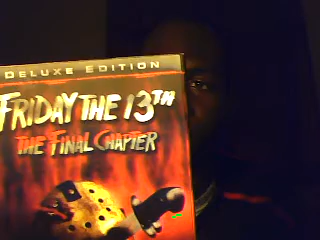 DELUXE EDITION
FRIDAY THE 13TH
THE FINAL CHAPTER